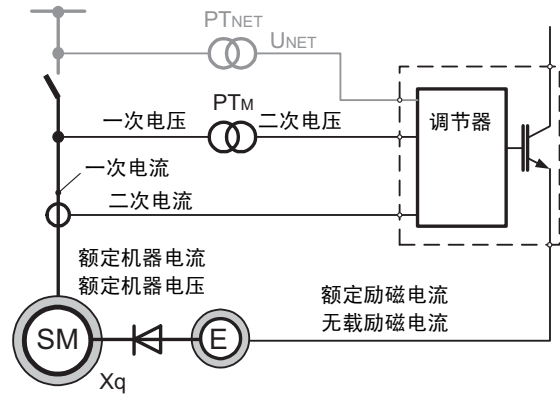 PTNET
UNET
PTM
一次电压
二次电压
调节器
一次电流
二次电流
额定机器电流
额定机器电压
额定励磁电流
无载励磁电流
SM
E
Xq